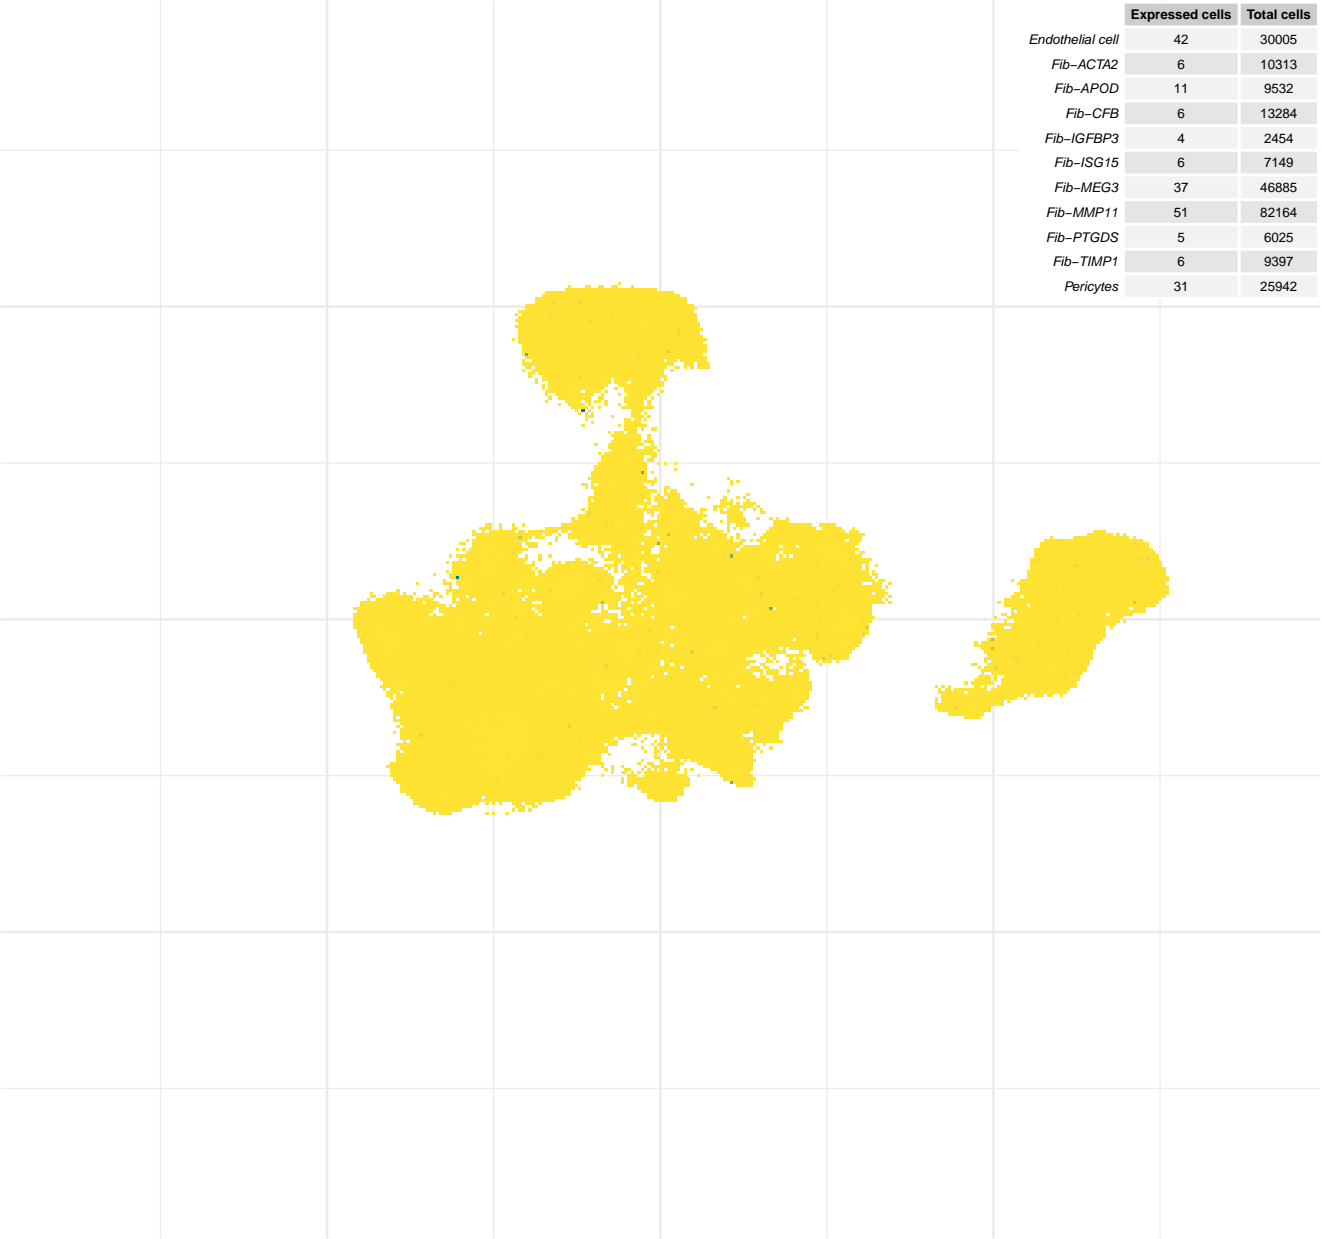 Expressed cells Total cells
Endothelial cell 42 30005
Fib−ACTA2 6 10313
Fib−APOD 11 9532
Fib−CFB 6 13284
Fib−IGFBP3 4 2454
Fib−ISG15 6 7149
Fib−MEG3 37 46885
Fib−MMP11 51 82164
Fib−PTGDS 5 6025
Fib−TIMP1 6 9397
Pericytes 31 25942